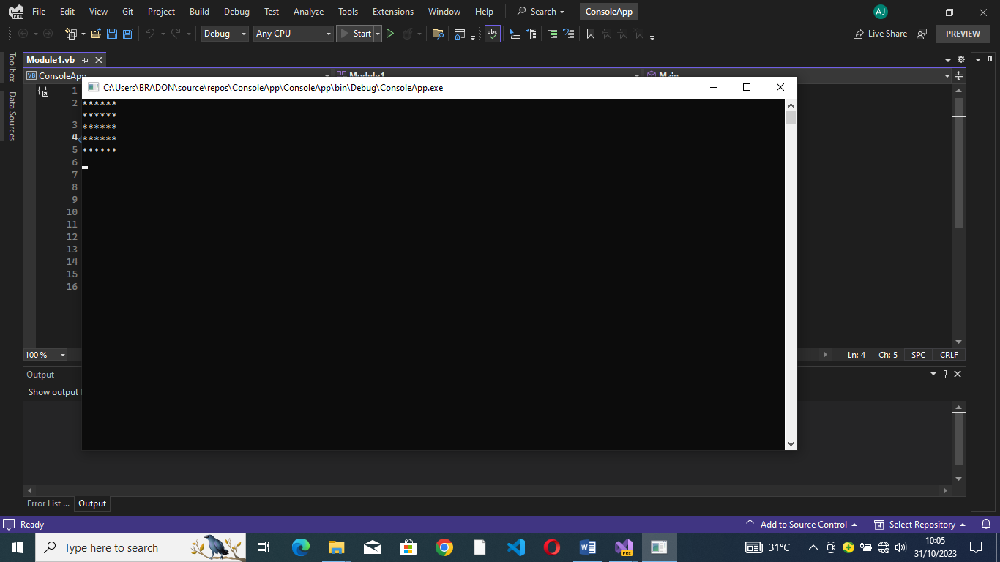 File Edit View Git Project Build Debug Test Analyze Tools Extensions Window Help Search ConsoleApp AJ
PRE
Debug Any CPU Start abc Live Share PREVIEW
Toolbox
Data Sources
Module1.vb
VB ConsoleApp Module1 Main
C:\Users\BRADON\source\repos\ConsoleApp\ConsoleApp\bin\Debug\ConsoleApp.exe
1
2
3
4
5
6
7
8
9
10
11
12
13
14
15
16
******
******
******
******
******
100 % Ln: 4 Ch: 5 SPC CRLF
Output
Show output
Error List ... Output
Ready Add to Source Control Select Repository
Type here to search PRE 31°C 10:05
31/10/2023